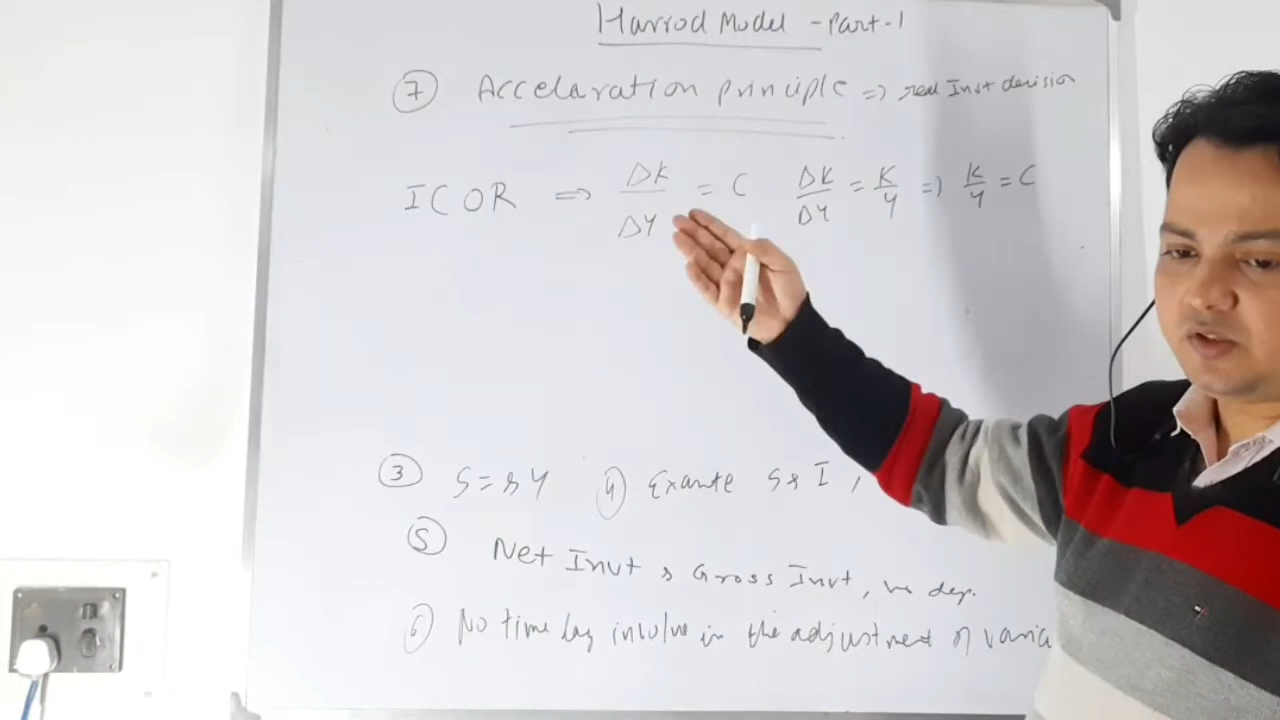 Harrod Model - Part-1
⑦ Accelaration principle => real Invt decision
ICOR => ΔK/ΔY = C ΔK/ΔY = K/Y => K/Y = C
③ S = sY ④ Exante S & I,
⑤ Net Invt & Gross Invt, no dep.
⑥ No time lag involve in the adjustment of varia